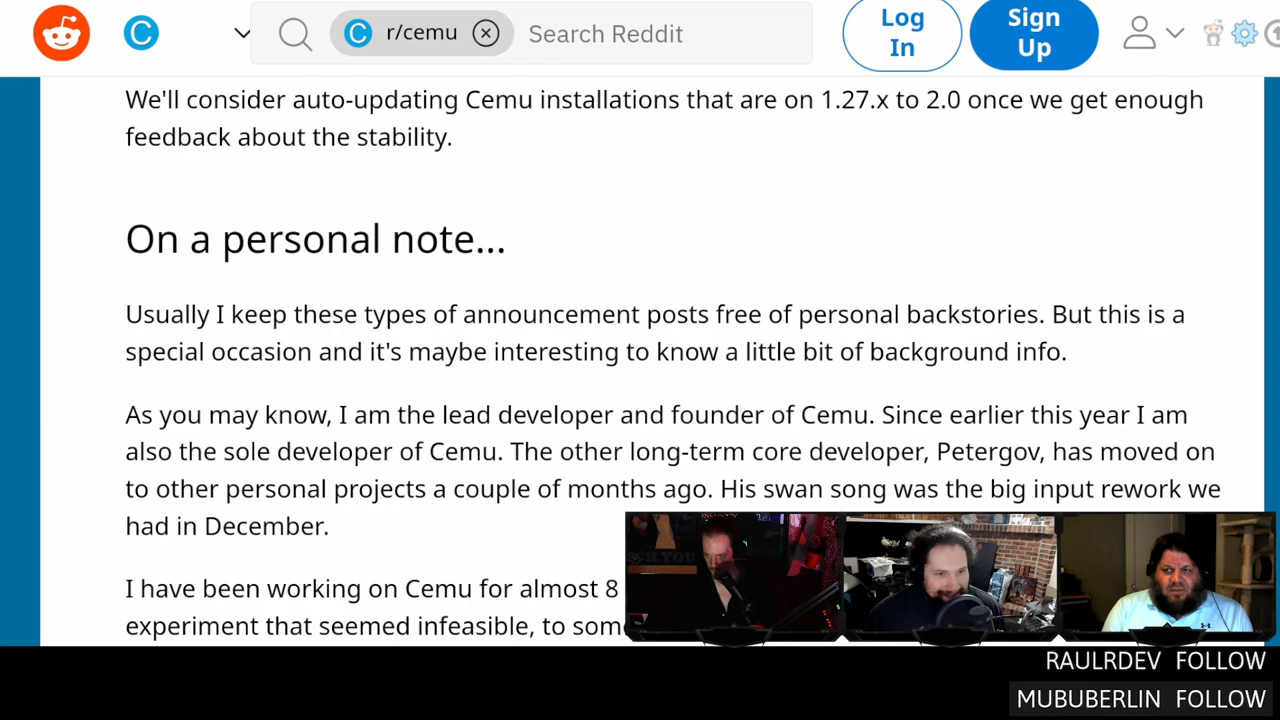 r/cemu
Search Reddit
Log In
Sign Up
We'll consider auto-updating Cemu installations that are on 1.27.x to 2.0 once we get enough
feedback about the stability.
On a personal note...
Usually I keep these types of announcement posts free of personal backstories. But this is a
special occasion and it's maybe interesting to know a little bit of background info.
As you may know, I am the lead developer and founder of Cemu. Since earlier this year I am
also the sole developer of Cemu. The other long-term core developer, Petergov, has moved on
to other personal projects a couple of months ago. His swan song was the big input rework we
had in December.
I have been working on Cemu for almost 8
experiment that seemed infeasible, to som
RAULRDEV FOLLOW
MUBUBERLIN FOLLOW